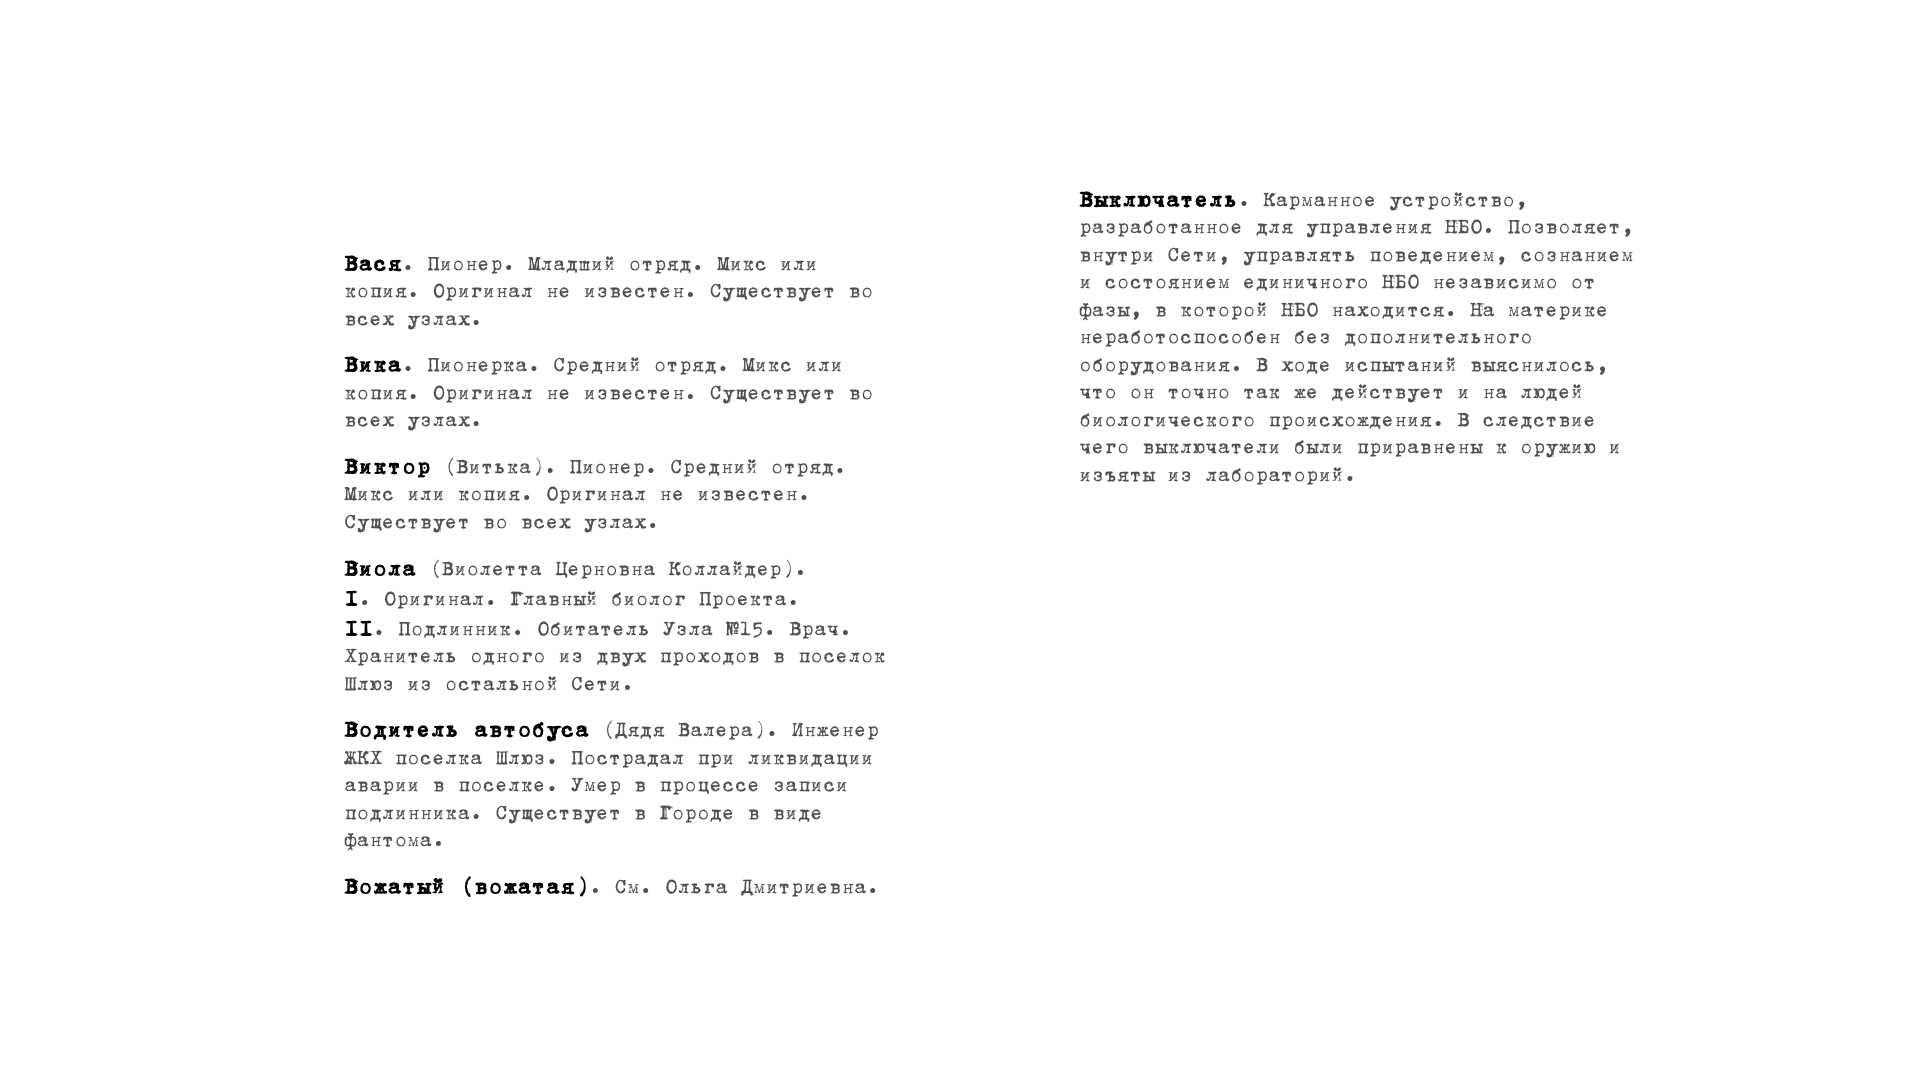 Вася. Пионер. Младший отряд. Микс или
копия. Оригинал не известен. Существует во
всех узлах.
Вика. Пионерка. Средний отряд. Микс или
копия. Оригинал не известен. Существует во
всех узлах.
Виктор (Витька). Пионер. Средний отряд.
Микс или копия. Оригинал не известен.
Существует во всех узлах.
Виола (Виолетта Церновна Коллайдер).
I. Оригинал. Главный биолог Проекта.
II. Подлинник. Обитатель Узла №15. Врач.
Хранитель одного из двух проходов в поселок
Шлюз из остальной Сети.
Водитель автобуса (Дядя Валера). Инженер
ЖКХ поселка Шлюз. Пострадал при ликвидации
аварии в поселке. Умер в процессе записи
подлинника. Существует в Городе в виде
фантома.
Вожатый (вожатая). См. Ольга Дмитриевна.
Выключатель. Карманное устройство,
разработанное для управления НБО. Позволяет,
внутри Сети, управлять поведением, сознанием
и состоянием единичного НБО независимо от
фазы, в которой НБО находится. На материке
неработоспособен без дополнительного
оборудования. В ходе испытаний выяснилось,
что он точно так же действует и на людей
биологического происхождения. В следствие
чего выключатели были приравнены к оружию и
изъяты из лабораторий.